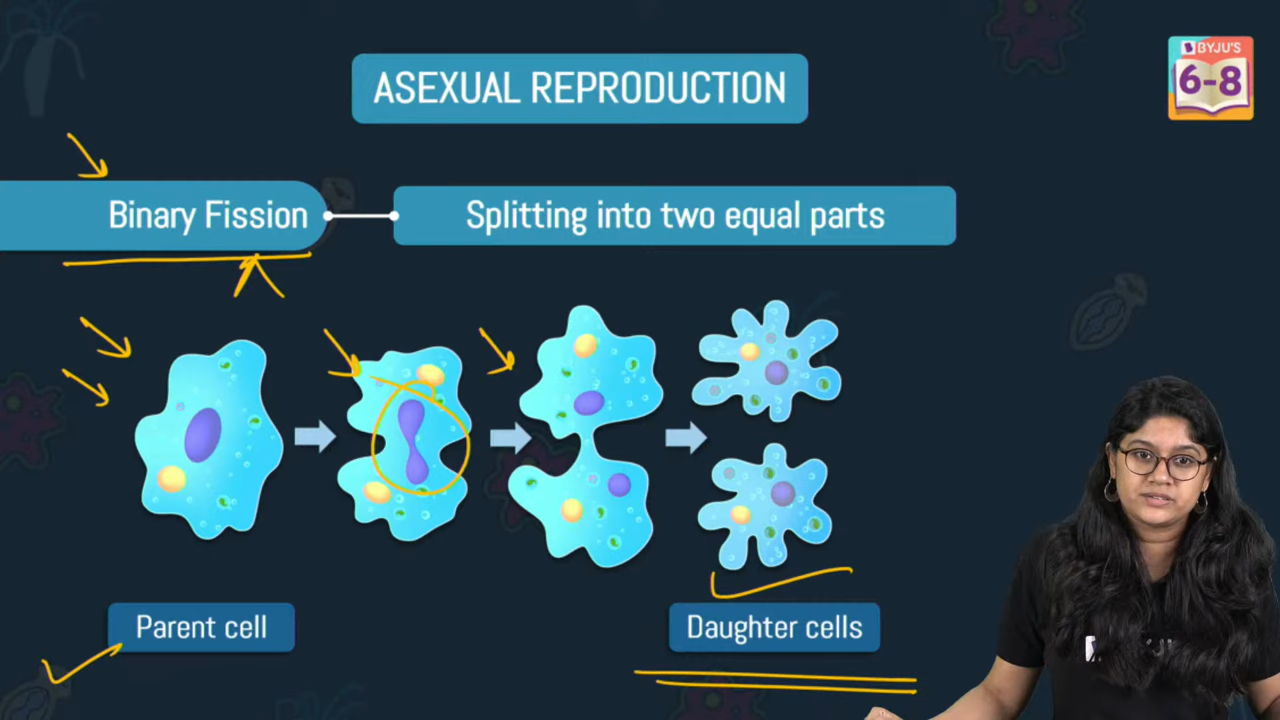 ASEXUAL REPRODUCTION
BYJU'S
6-8
Binary Fission
Splitting into two equal parts
Parent cell
Daughter cells